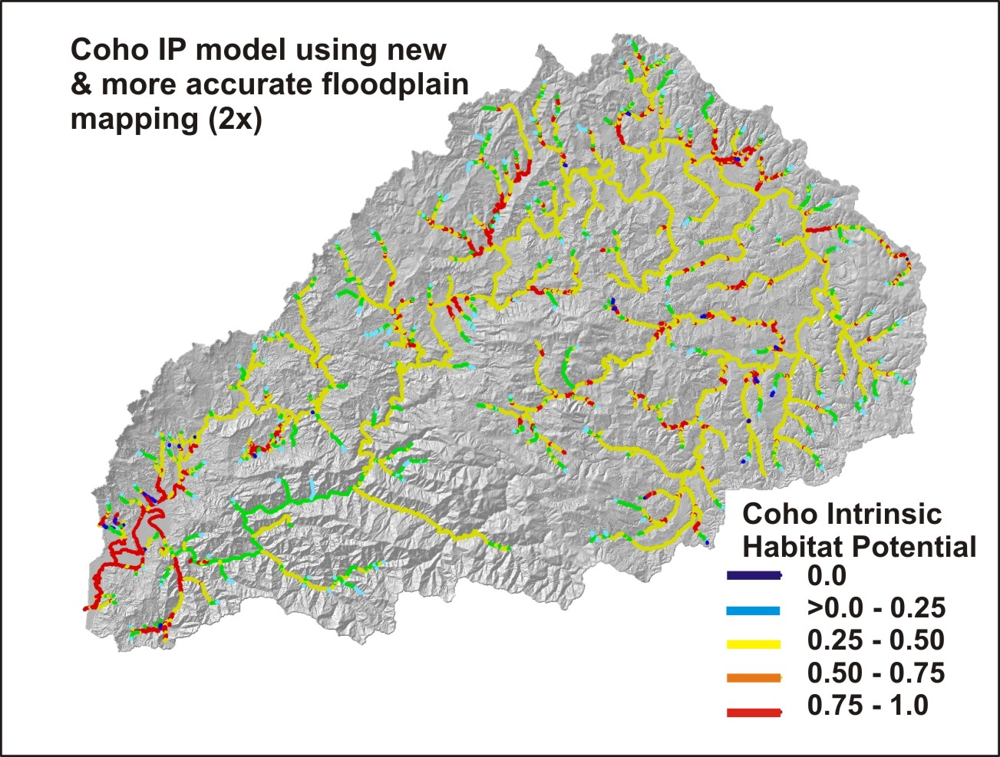 Coho IP model using new
& more accurate floodplain
mapping (2x)
Coho Intrinsic
Habitat Potential
0.0
>0.0 - 0.25
0.25 - 0.50
0.50 - 0.75
0.75 - 1.0